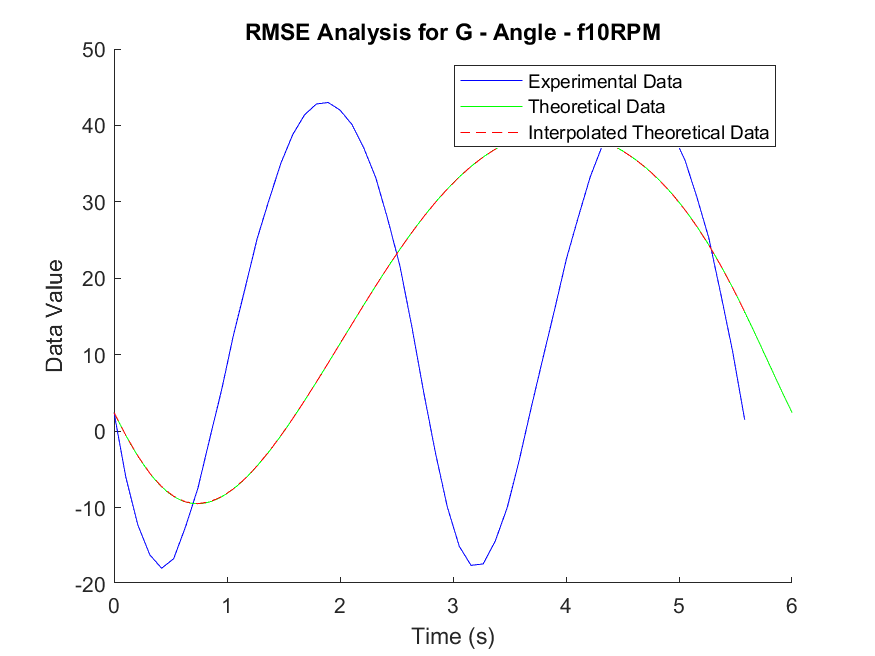 RMSE Analysis for G - Angle - f10RPM
50
40
30
20
10
0
-10
-20
Data Value
Experimental Data
Theoretical Data
Interpolated Theoretical Data
0 1 2 3 4 5 6
Time (s)